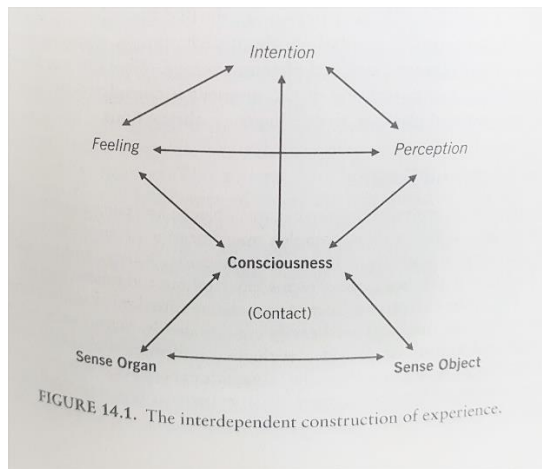 Intention
Feeling
Perception
Consciousness
(Contact)
Sense Organ
Sense Object
FIGURE 14.1. The interdependent construction of experience.